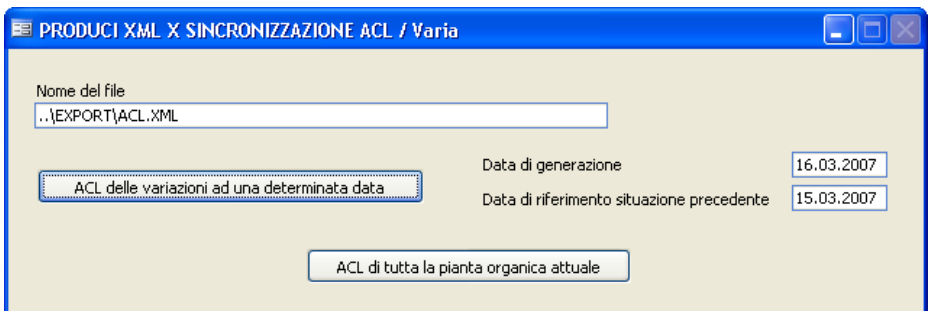 PRODUCI XML X SINCRONIZZAZIONE ACL / Varia
Nome del file
..\EXPORT\ACL.XML
ACL delle variazioni ad una determinata data
Data di generazione 16.03.2007
Data di riferimento situazione precedente 15.03.2007
ACL di tutta la pianta organica attuale